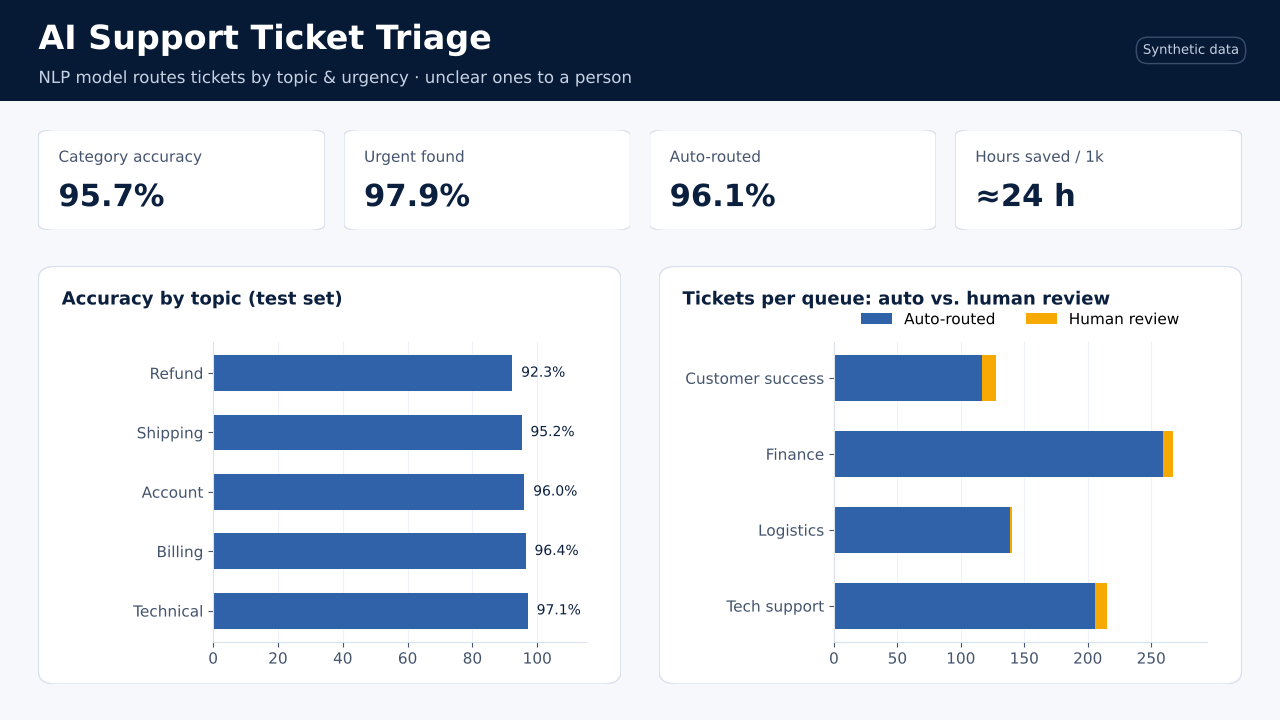 AI Support Ticket Triage
NLP model routes tickets by topic & urgency · unclear ones to a person
Synthetic data
Category accuracy
95.7%
Urgent found
97.9%
Auto-routed
96.1%
Hours saved / 1k
≈24 h
Accuracy by topic (test set)
Refund
92.3%
Shipping
95.2%
Account
96.0%
Billing
96.4%
Technical
97.1%
0 20 40 60 80 100
Tickets per queue: auto vs. human review
Auto-routed Human review
Customer success
Finance
Logistics
Tech support
0 50 100 150 200 250